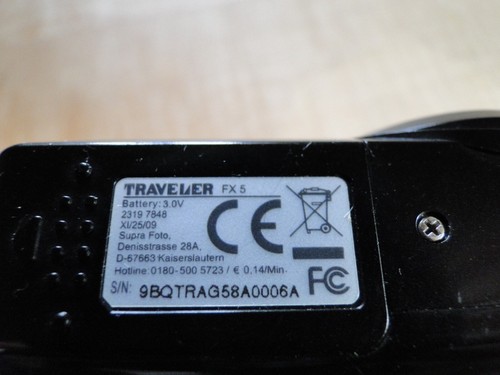 TRAVELER FX 5
Battery: 3.0V
2319 7848
XI/25/09
Supra Foto,
Denisstrasse 28A,
D-67663 Kaiserslautern
Hotline: 0180-500 5723 / € 0,14/Min.
S/N: 9BQTRAG58A0006A
CE
FC